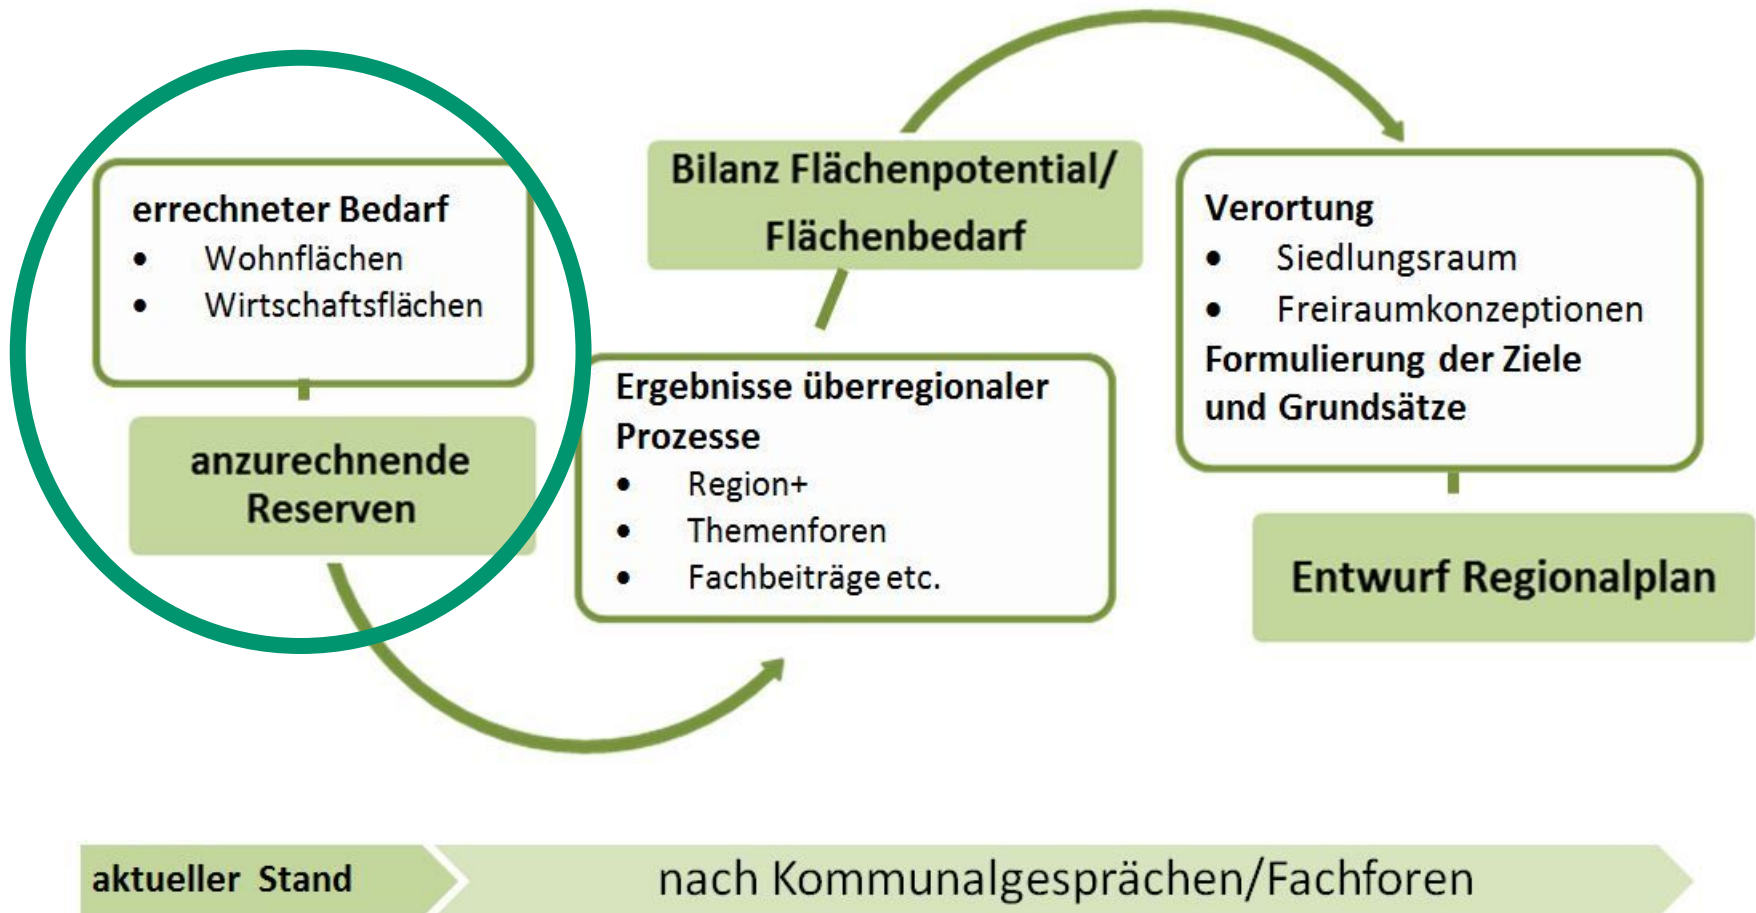 errechneter Bedarf
• Wohnflächen
• Wirtschaftsflächen
anzurechnende
Reserven
Ergebnisse überregionaler
Prozesse
• Region+
• Themenforen
• Fachbeiträge etc.
Bilanz Flächenpotential/
Flächenbedarf
Verortung
• Siedlungsraum
• Freiraumkonzeptionen
Formulierung der Ziele
und Grundsätze
Entwurf Regionalplan
aktueller Stand
nach Kommunalgesprächen/Fachforen